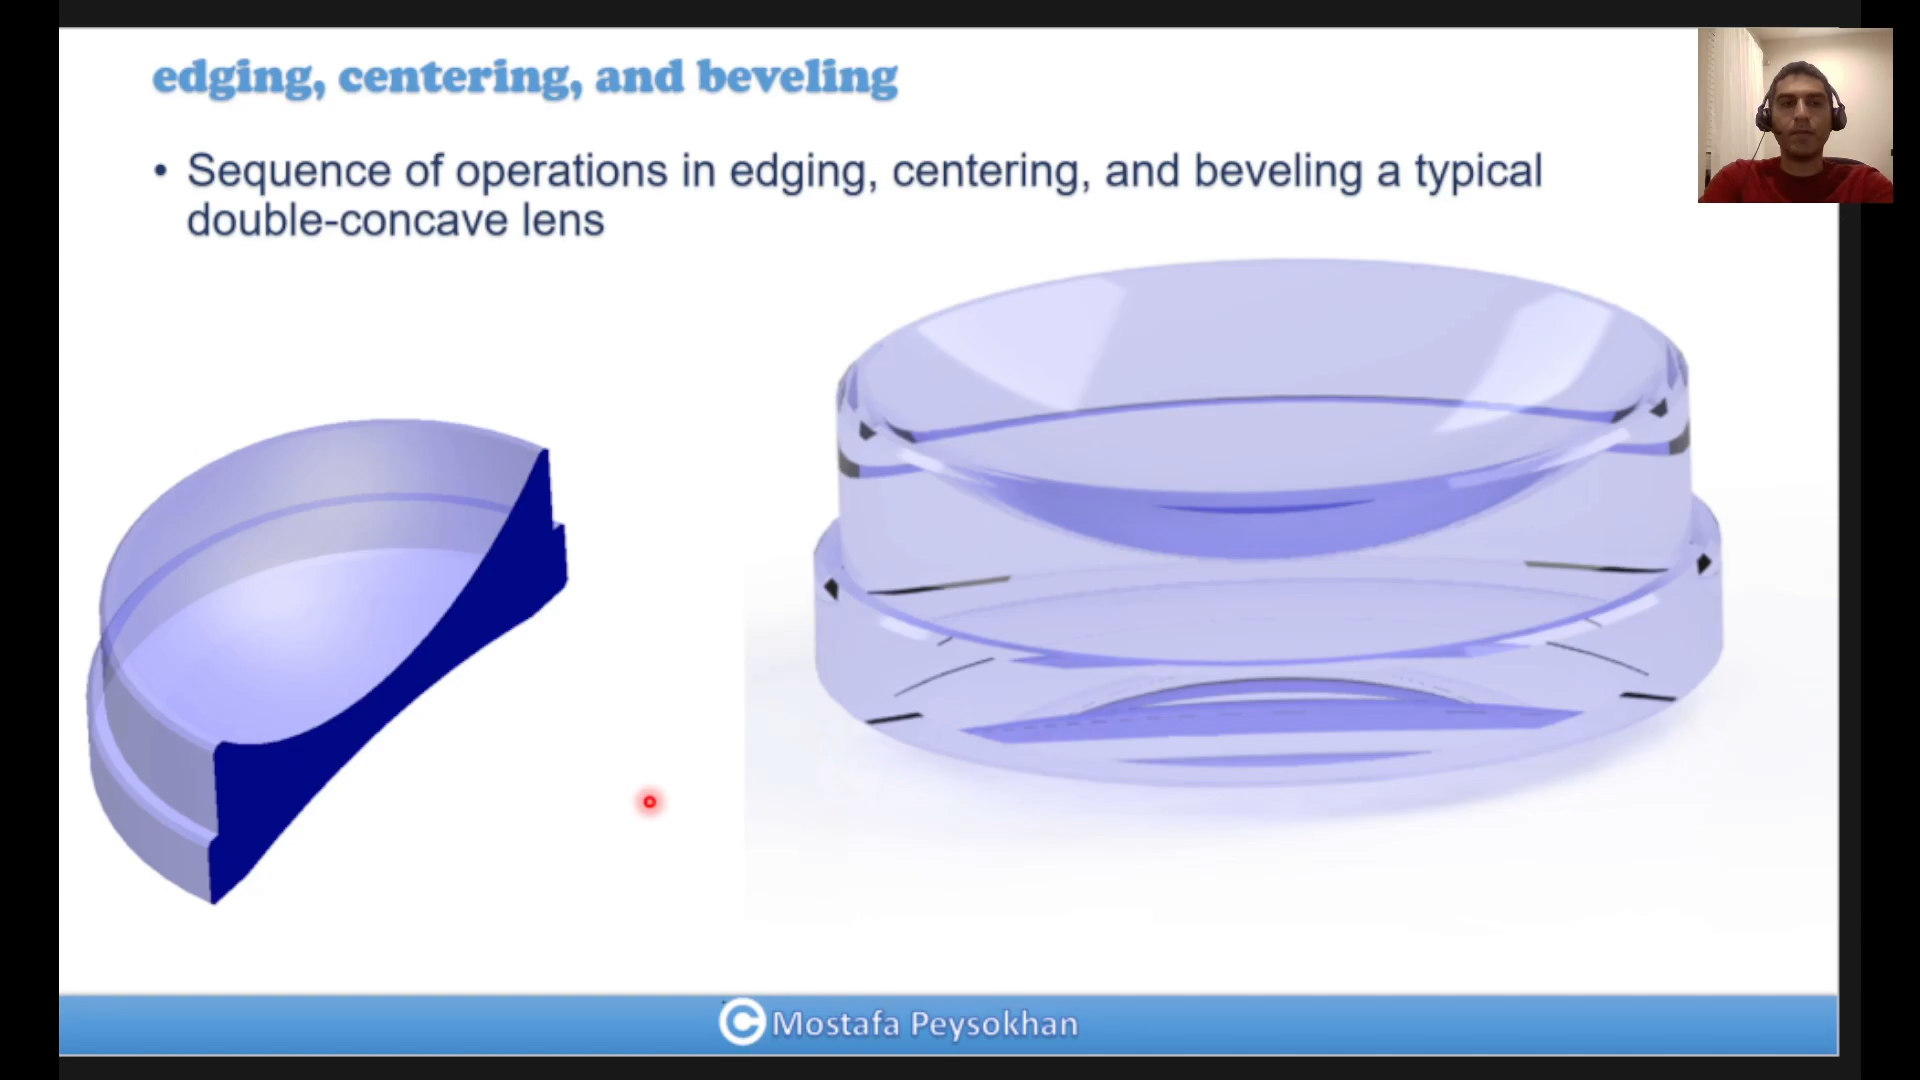 edging, centering, and beveling
• Sequence of operations in edging, centering, and beveling a typical
double-concave lens
© Mostafa Peysokhan